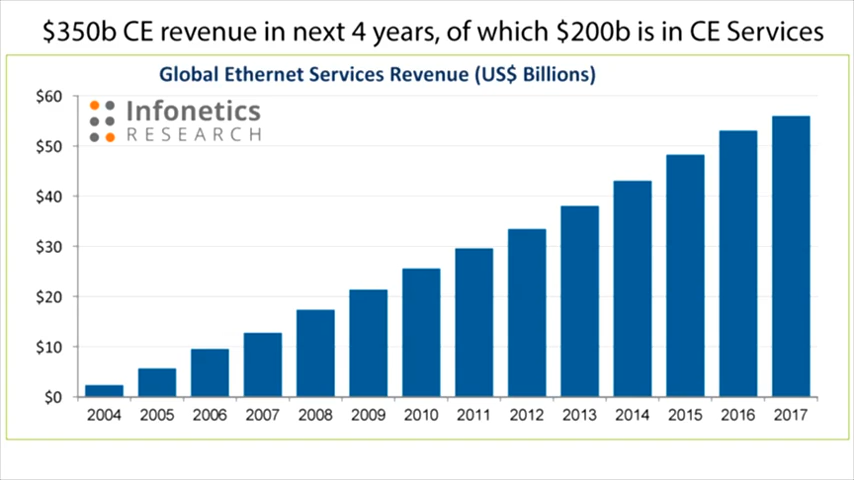 $350b CE revenue in next 4 years, of which $200b is in CE Services
Global Ethernet Services Revenue (US$ Billions)
Infonetics
RESEARCH
$60
$50
$40
$30
$20
$10
$0
2004 2005 2006 2007 2008 2009 2010 2011 2012 2013 2014 2015 2016 2017